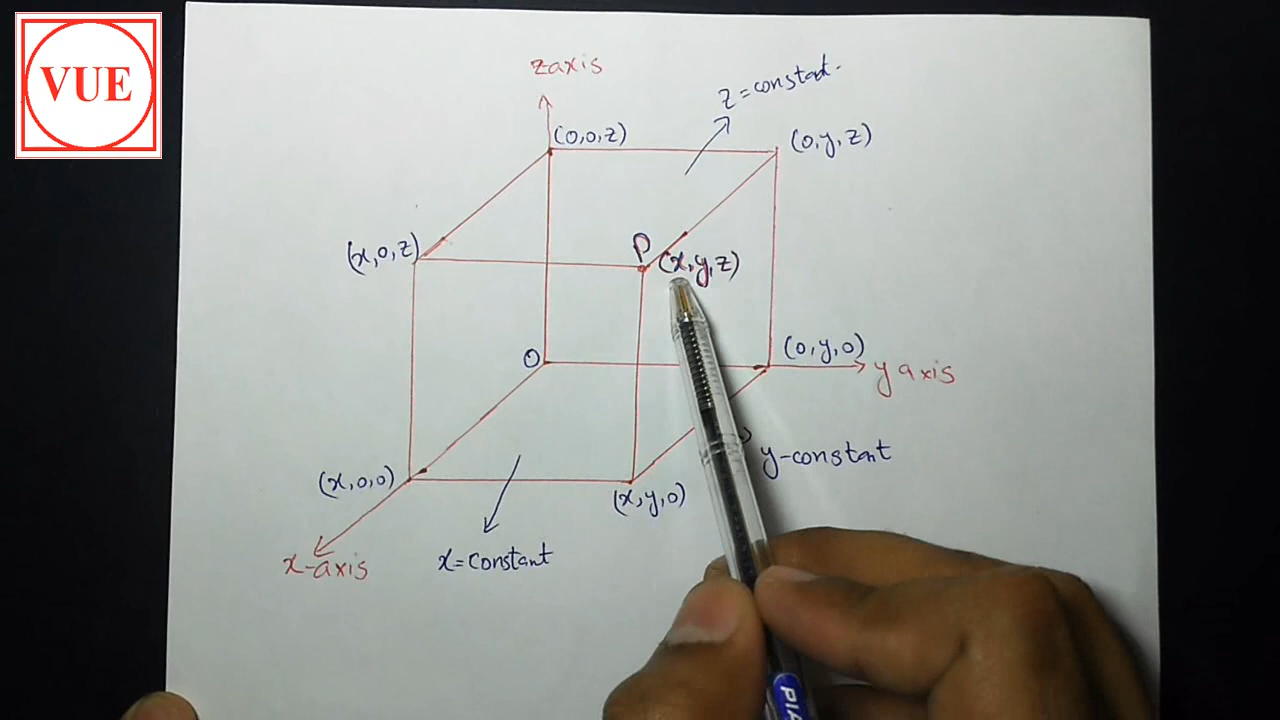 VUE
z axis
z = constant.
(0,0,z)
(0,y,z)
(x,0,z)
P
(x,y,z)
O
(0,y,0)
y axis
y-constant
(x,0,0)
(x,y,0)
x-axis
x=constant
PIA